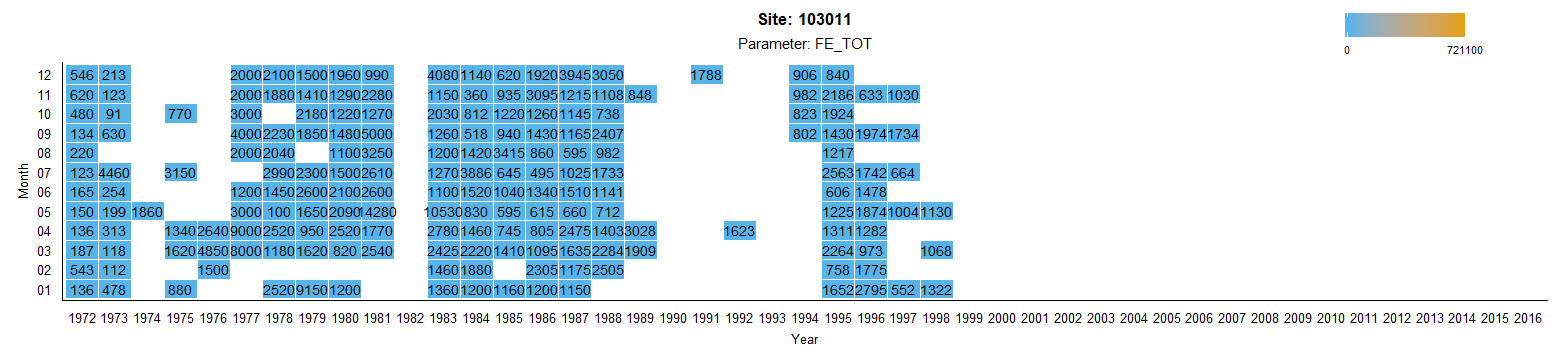 Site: 103011
Parameter: FE_TOT
0 721100
12 546 213 2000 2100 1500 1960 990 4080 1140 620 1920 3945 3050 1788 906 840
11 620 123 2000 1880 1410 1290 2280 1150 360 935 3095 1215 1108 848 982 2186 633 1030
10 480 91 770 3000 2180 1220 1270 2030 812 1220 1260 1145 738 823 1924
09 134 630 4000 2230 1850 1480 5000 1260 518 940 1430 1165 2407 802 1430 1974 1734
08 220 2000 2040 1100 3250 1200 1420 3415 860 595 982 1217
07 123 4460 3150 2990 2300 1500 2610 1270 3886 645 495 1025 1733 2563 1742 664
06 165 254 1200 1450 2600 2100 2600 1100 1520 1040 1340 1510 1141 606 1478
05 150 199 1860 3000 100 1650 2090 14280 10530 830 595 615 660 712 1225 1874 1004 1130
04 136 313 1340 2640 9000 2520 950 2520 1770 2780 1460 745 805 2475 1403 3028 1623 1311 1282
03 187 118 1620 4850 8000 1180 1620 820 2540 2425 2220 1410 1095 1635 2284 1909 2264 973 1068
02 543 112 1500 1460 1880 2305 1175 2505 758 1775
01 136 478 880 2520 9150 1200 1360 1200 1160 1200 1150 1652 2795 552 1322
Month
1972 1973 1974 1975 1976 1977 1978 1979 1980 1981 1982 1983 1984 1985 1986 1987 1988 1989 1990 1991 1992 1993 1994 1995 1996 1997 1998 1999 2000 2001 2002 2003 2004 2005 2006 2007 2008 2009 2010 2011 2012 2013 2014 2015 2016
Year